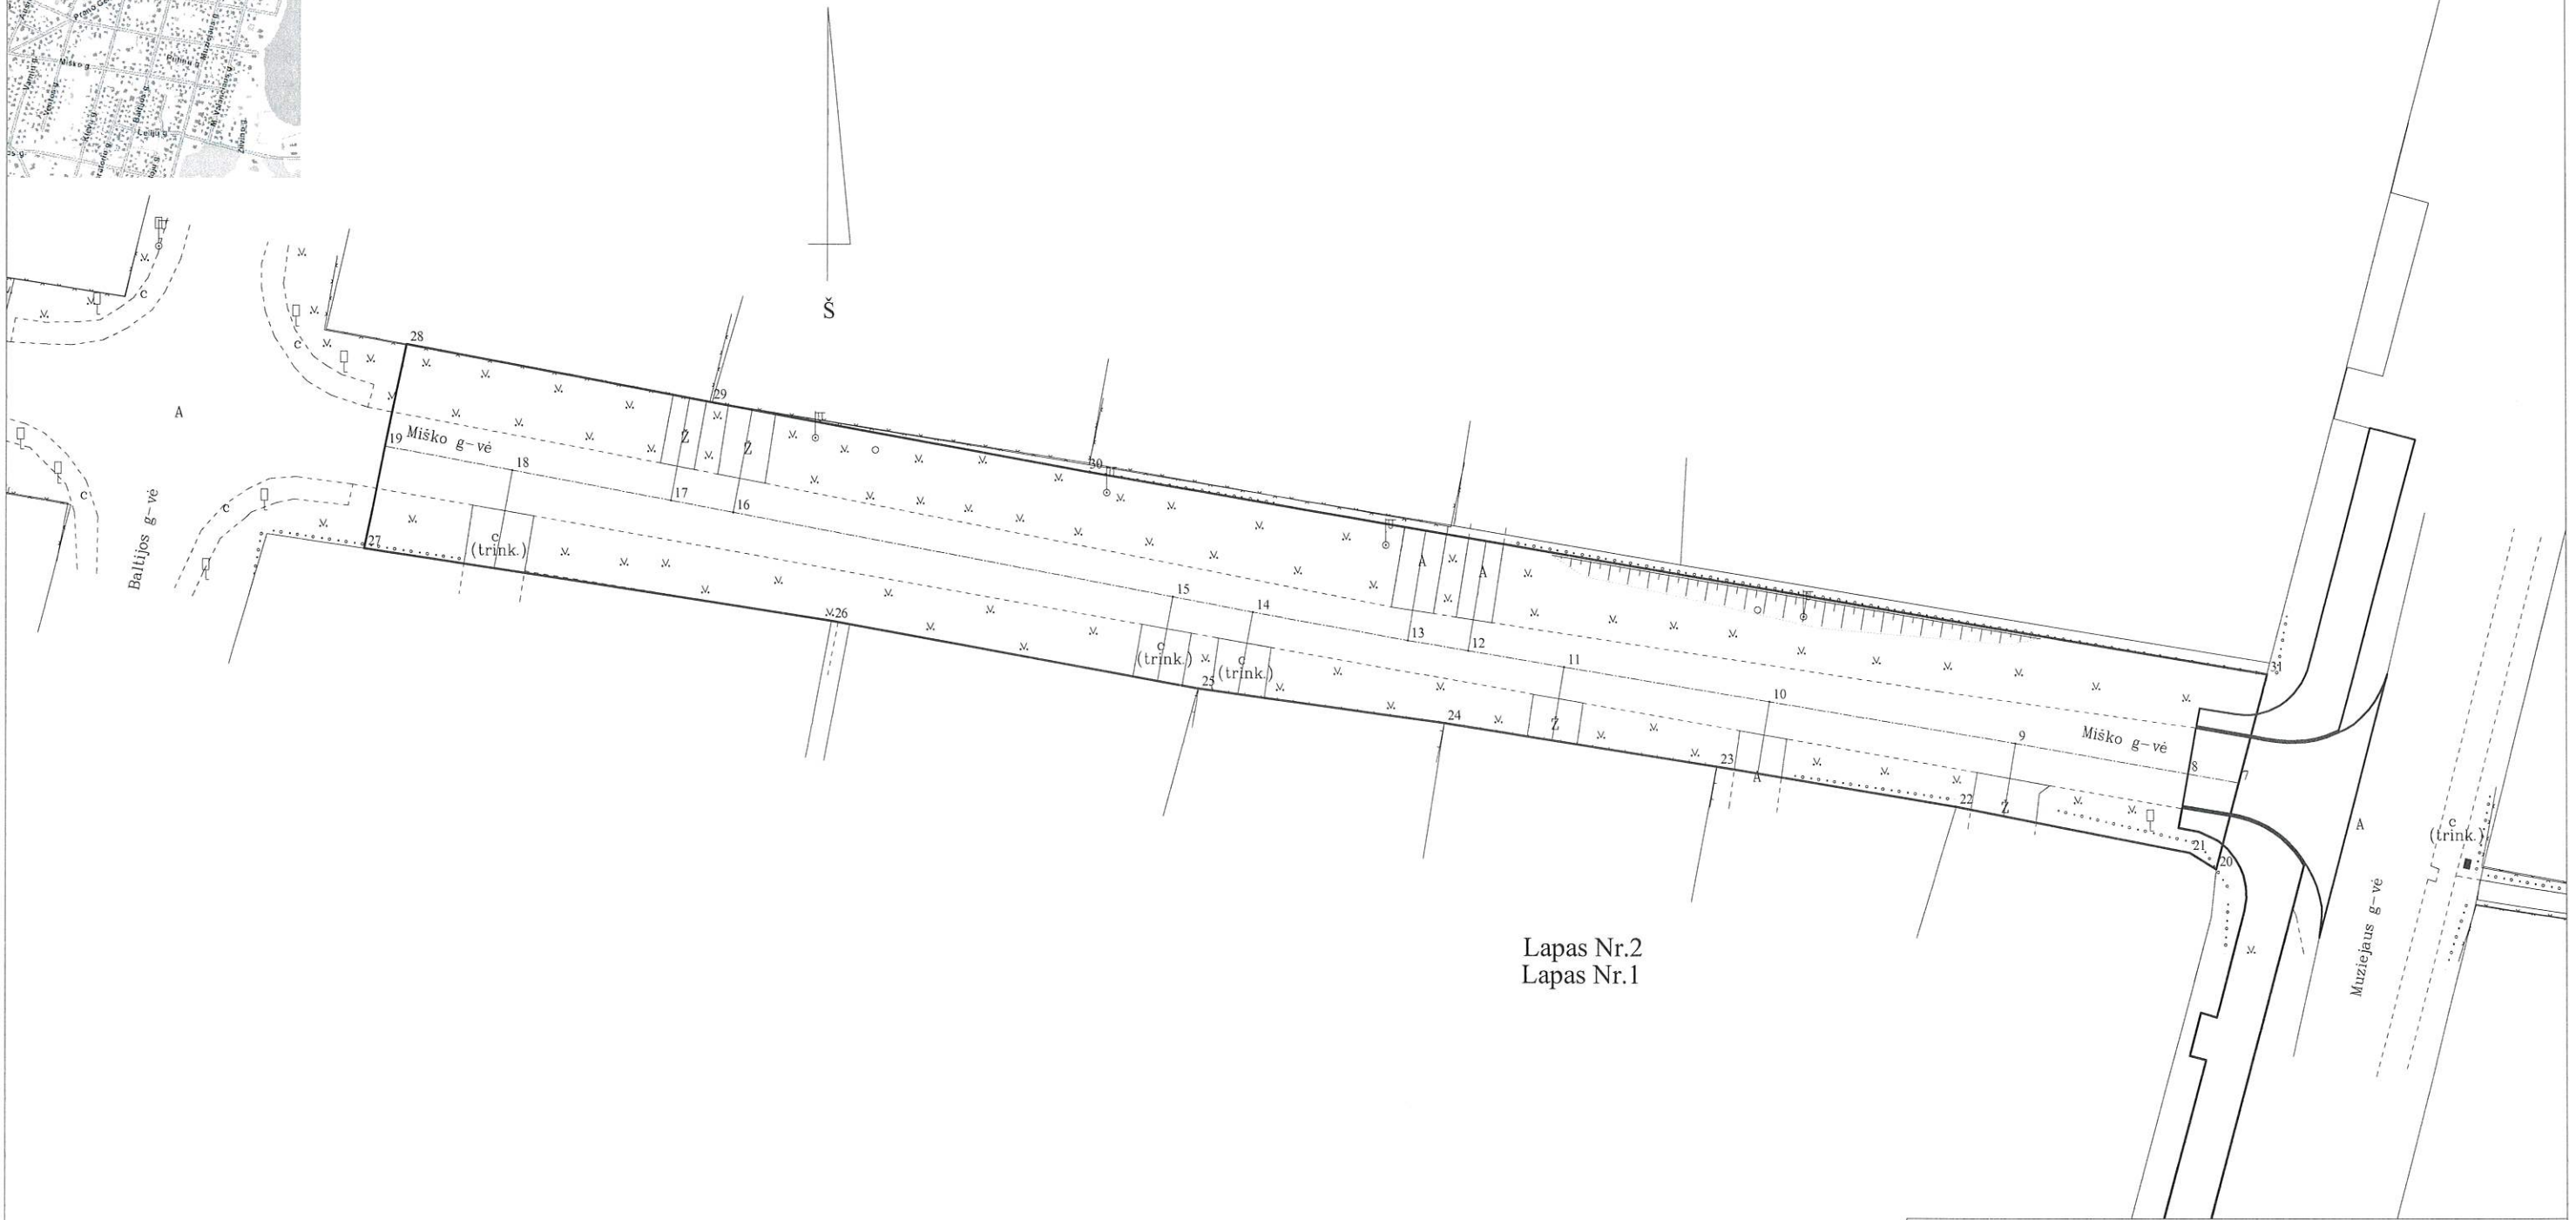 Miško g.
Š
28
29
A
19
Miško g-vė
Ž
Ž
30
18
17
16
c
c
c
c
27
c
(trink.)
Baltijos g-vė
26
15
14
13
12
A
A
11
c
(trink.)
c
(trink.)
25
24
Ž
10
23
A
9
Miško g-vė
31
8
7
22
Ž
21
20
A
c
(trink.)
Muziejaus g-vė
Lapas Nr.2
Lapas Nr.1